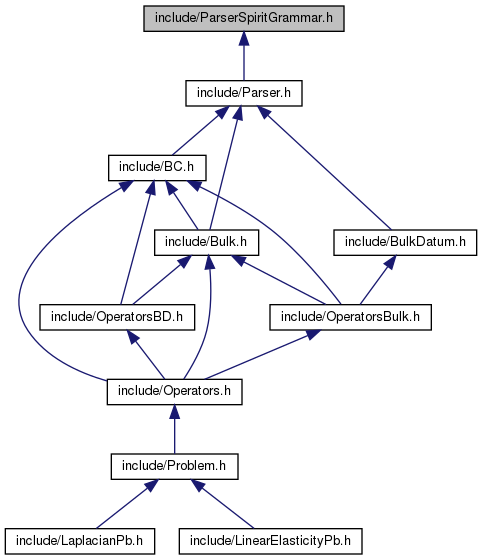 include/ParserSpiritGrammar.h
include/Parser.h
include/BC.h
include/Bulk.h
include/BulkDatum.h
include/OperatorsBD.h
include/OperatorsBulk.h
include/Operators.h
include/Problem.h
include/LaplacianPb.h
include/LinearElasticityPb.h